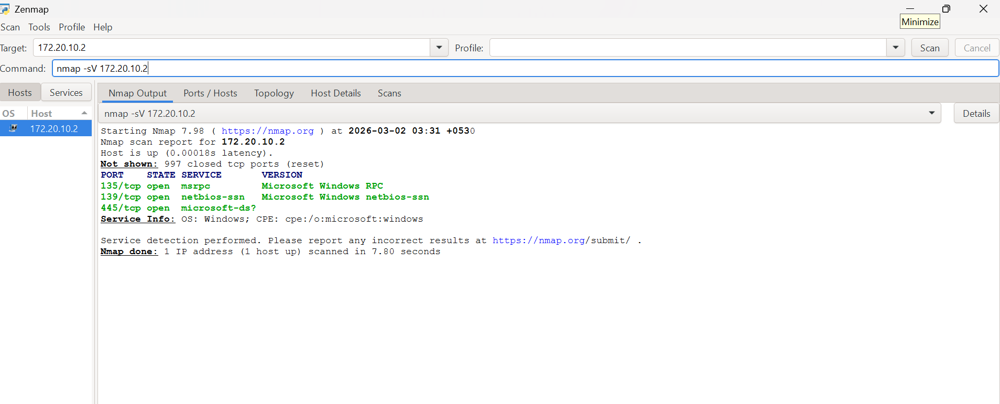 Zenmap
Minimize
Scan Tools Profile Help
Target: 172.20.10.2 Profile: Scan Cancel
Command: nmap -sV 172.20.10.2
Hosts Services
Nmap Output Ports / Hosts Topology Host Details Scans
OS Host
172.20.10.2
nmap -sV 172.20.10.2 Details
Starting Nmap 7.98 ( https://nmap.org ) at 2026-03-02 03:31 +0530
Nmap scan report for 172.20.10.2
Host is up (0.00018s latency).
Not shown: 997 closed tcp ports (reset)
PORT    STATE SERVICE       VERSION
135/tcp open  msrpc         Microsoft Windows RPC
139/tcp open  netbios-ssn   Microsoft Windows netbios-ssn
445/tcp open  microsoft-ds?
Service Info: OS: Windows; CPE: cpe:/o:microsoft:windows
Service detection performed. Please report any incorrect results at https://nmap.org/submit/ .
Nmap done: 1 IP address (1 host up) scanned in 7.80 seconds